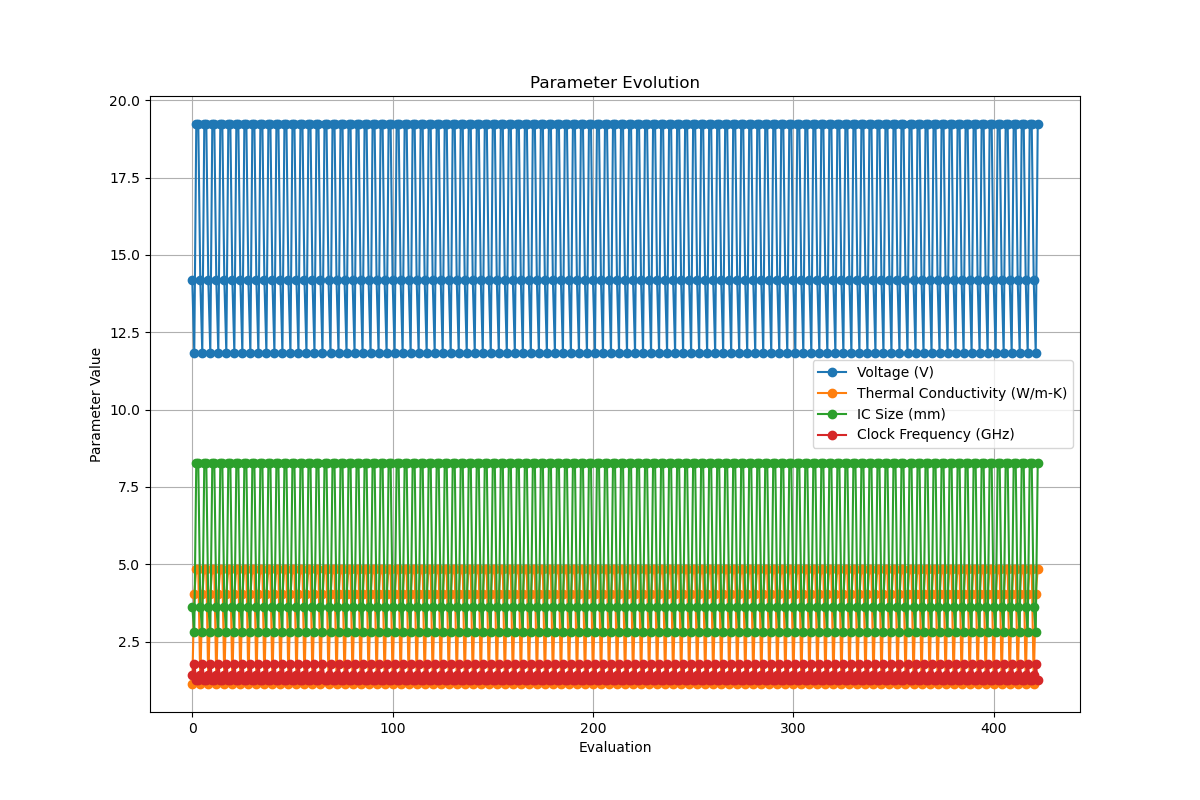 Parameter Evolution
20.0
17.5
15.0
12.5
10.0
7.5
5.0
2.5
Parameter Value
Voltage (V)
Thermal Conductivity (W/m-K)
IC Size (mm)
Clock Frequency (GHz)
0 100 200 300 400
Evaluation